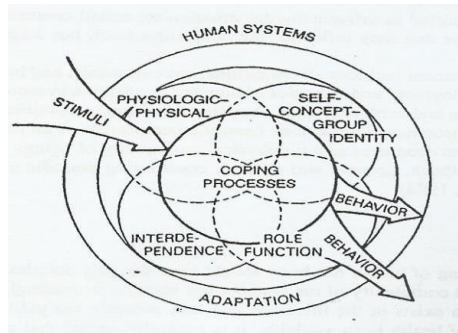 HUMAN SYSTEMS
STIMULI
PHYSIOLOGIC–
PHYSICAL
SELF-
CONCEPT–
GROUP
IDENTITY
COPING
PROCESSES
BEHAVIOR
BEHAVIOR
INTERDE-
PENDENCE
ROLE
FUNCTION
ADAPTATION